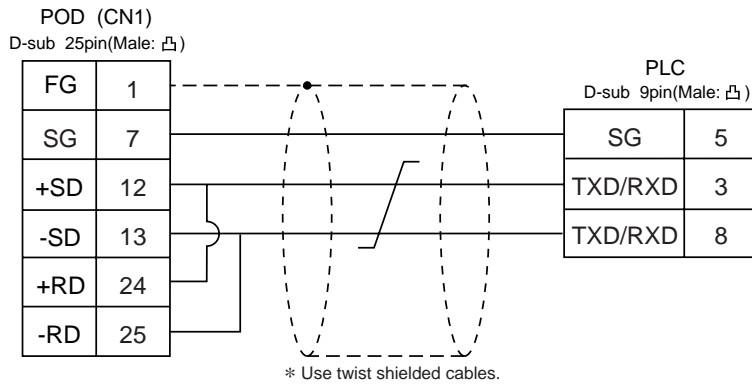 POD (CN1)
D-sub 25pin(Male: 凸)
FG 1
SG 7
+SD 12
-SD 13
+RD 24
-RD 25
PLC
D-sub 9pin(Male: 凸)
SG 5
TXD/RXD 3
TXD/RXD 8
* Use twist shielded cables.